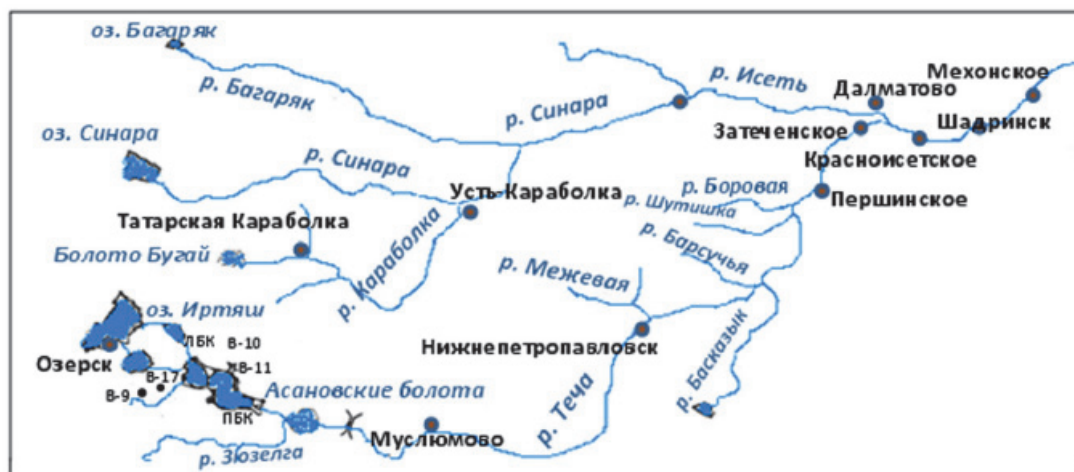 оз. Багаряк
р. Багаряк
р. Исеть
Мехонское
Далматово
оз. Синара
р. Синара
Затеченское
Шадринск
Красноисетское
р. Синара
Усть-Караболка
р. Боровая
р. Шутишка
Першинское
Татарская Караболка
Болото Бугай
р. Караболка
р. Барсучья
р. Межевая
оз. Иртяш
ЛБК
В-10
Озерск
В-17
В-11
В-9
ПБК
Асановские болота
Нижнепетропавловск
р. Басказык
р. Теча
Муслюмово
р. Зюзелга